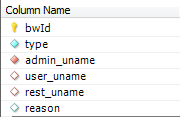 Column Name
bwId
type
admin_uname
user_uname
rest_uname
reason